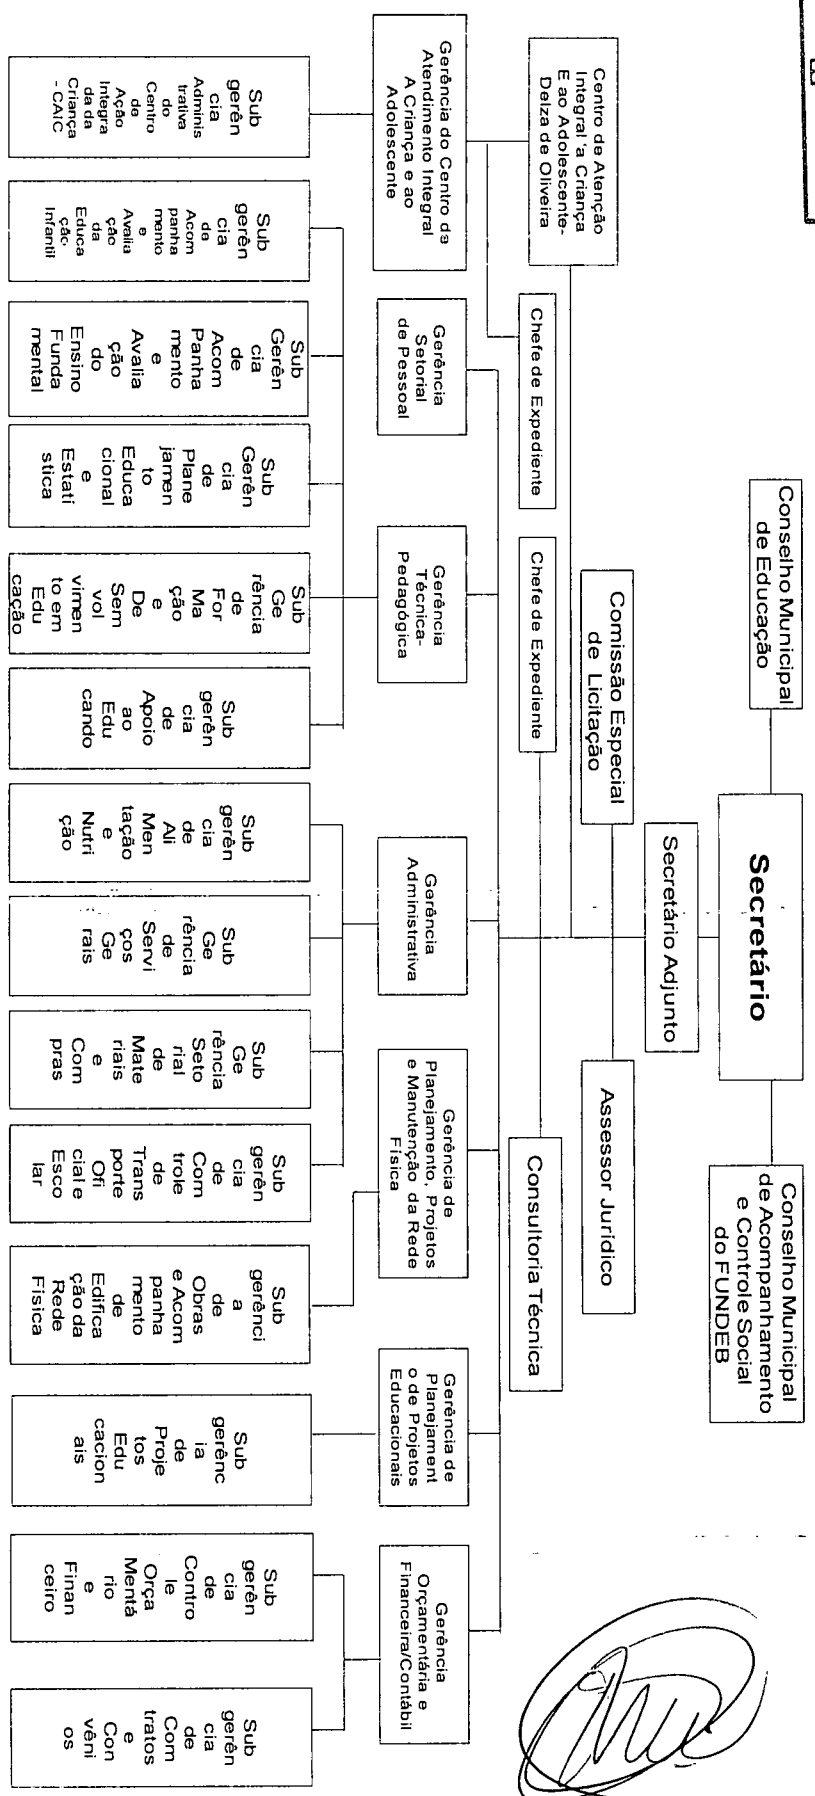 Conselho Municipal
de Educação
Secretário
Conselho Municipal
de Acompanhamento
e Controle Social
do FUNDEB
Secretário Adjunto
Comissão Especial
de Licitação
Assessor Jurídico
Centro de Atenção
Integral 'a Criança
E ao Adolescente-
Delza de Oliveira
Chefe de Expediente
Chefe de Expediente
Consultoria Técnica
Gerência do Centro de
Atendimento Integral
A Criança e ao
Adolescente
Gerência
Setorial
de Pessoal
Gerência
Técnica-
Pedagógica
Gerência
Administrativa
Gerência de
Planejamento, Projetos
e Manutenção da Rede
Física
Gerência de
Planejament
o de Projetos
Educacionais
Gerência
Orçamentária e
Financeira/Contábil
Sub
gerên
cia
Adminis
trativa
do
Centro
de
Ação
Integra
da da
Criança
- CAIC
Sub
gerên
cia
de
Acom
panha
mento
e
Avalia
ção
da
Educa
ção
Infantil
Sub
Gerên
cia
de
Acom
Panha
mento
e
Avalia
ção
do
Ensino
Funda
mental
Sub
Gerên
cia
de
Plane
jamen
to
Educa
cional
e
Estatí
stica
Sub
Ge
rência
de
For
Ma
ção
e
De
Sem
vol
vimen
to em
Edu
cação
Sub
gerên
cia
de
Apoio
ao
Edu
cando
Sub
gerên
cia
de
Ali
Men
tação
e
Nutri
ção
Sub
Ge
rência
de
Servi
ços
Ge
rais
Sub
Ge
rência
Seto
rial
de
Mate
riais
e
Com
pras
Sub
gerên
cia
de
Com
trole
de
Trans
porte
Ofi
cial e
Esco
lar
Sub
gerênci
a
de
Obras
e Acom
panha
mento
de
Edifica
ção da
Rede
Física
Sub
gerênc
ia
de
Proje
tos
Edu
cacion
ais
Sub
gerên
cia
de
Contro
le
Orça
Mentá
rio
e
Finan
ceiro
Sub
gerên
cia
de
Com
tratos
e
Con
vêni
os